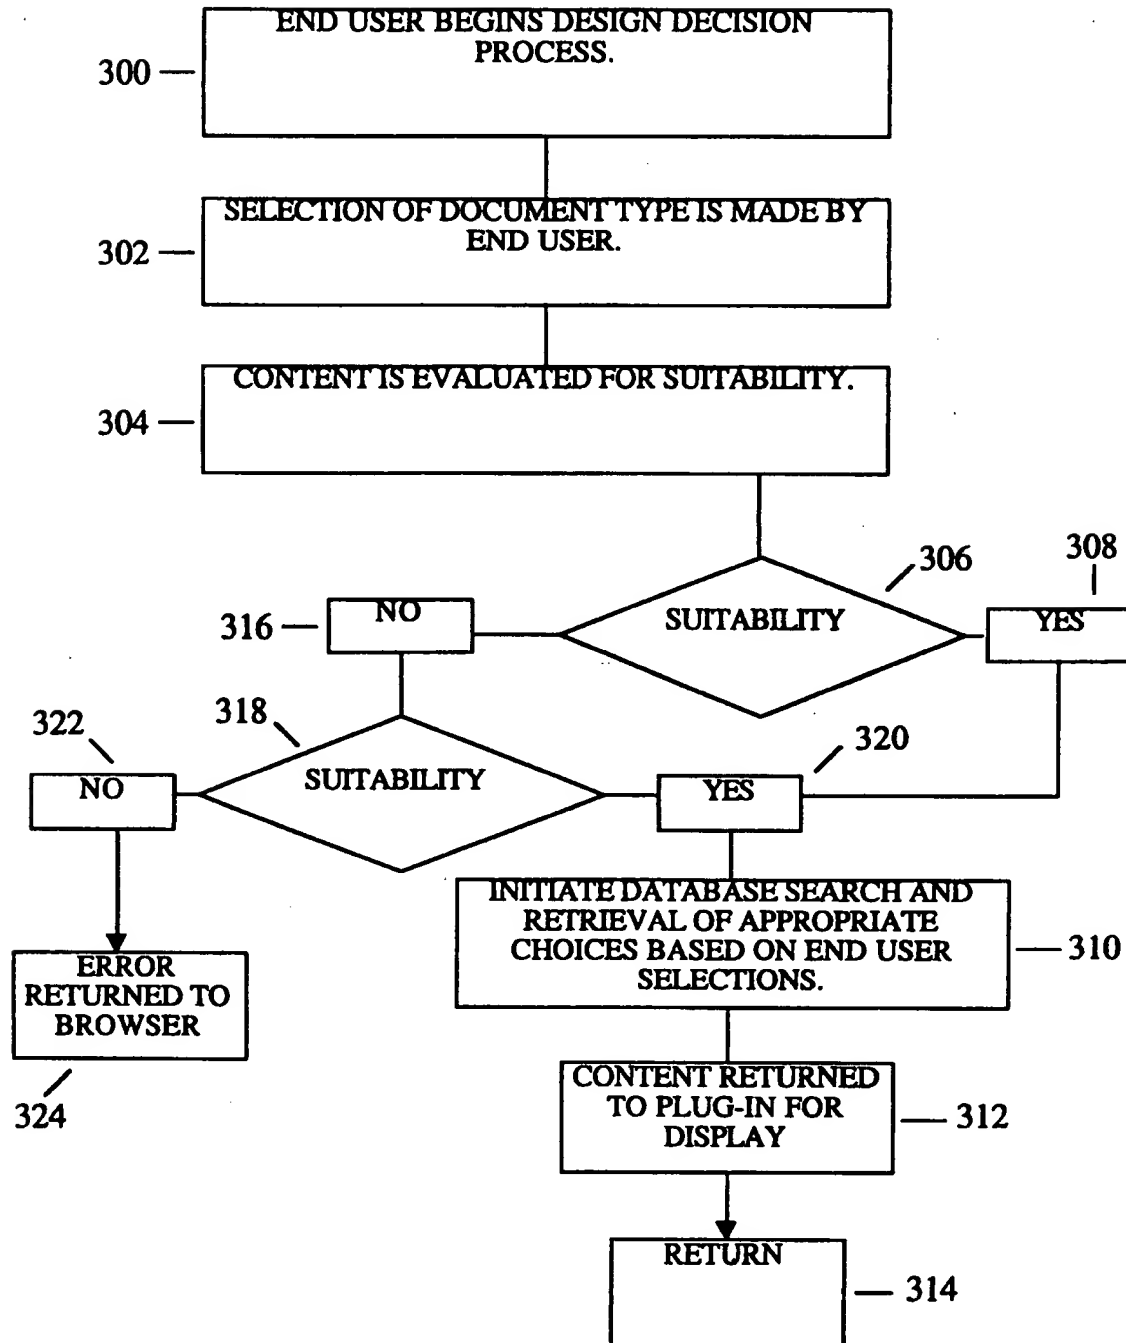 END USER BEGINS DESIGN DECISION
PROCESS.
300
SELECTION OF DOCUMENT TYPE IS MADE BY
END USER.
302
CONTENT IS EVALUATED FOR SUITABILITY.
304
306
308
316
NO
SUITABILITY
YES
322
318
320
NO
SUITABILITY
YES
INITIATE DATABASE SEARCH AND
RETRIEVAL OF APPROPRIATE
CHOICES BASED ON END USER
SELECTIONS.
310
ERROR
RETURNED TO
BROWSER
324
CONTENT RETURNED
TO PLUG-IN FOR
DISPLAY
312
RETURN
314